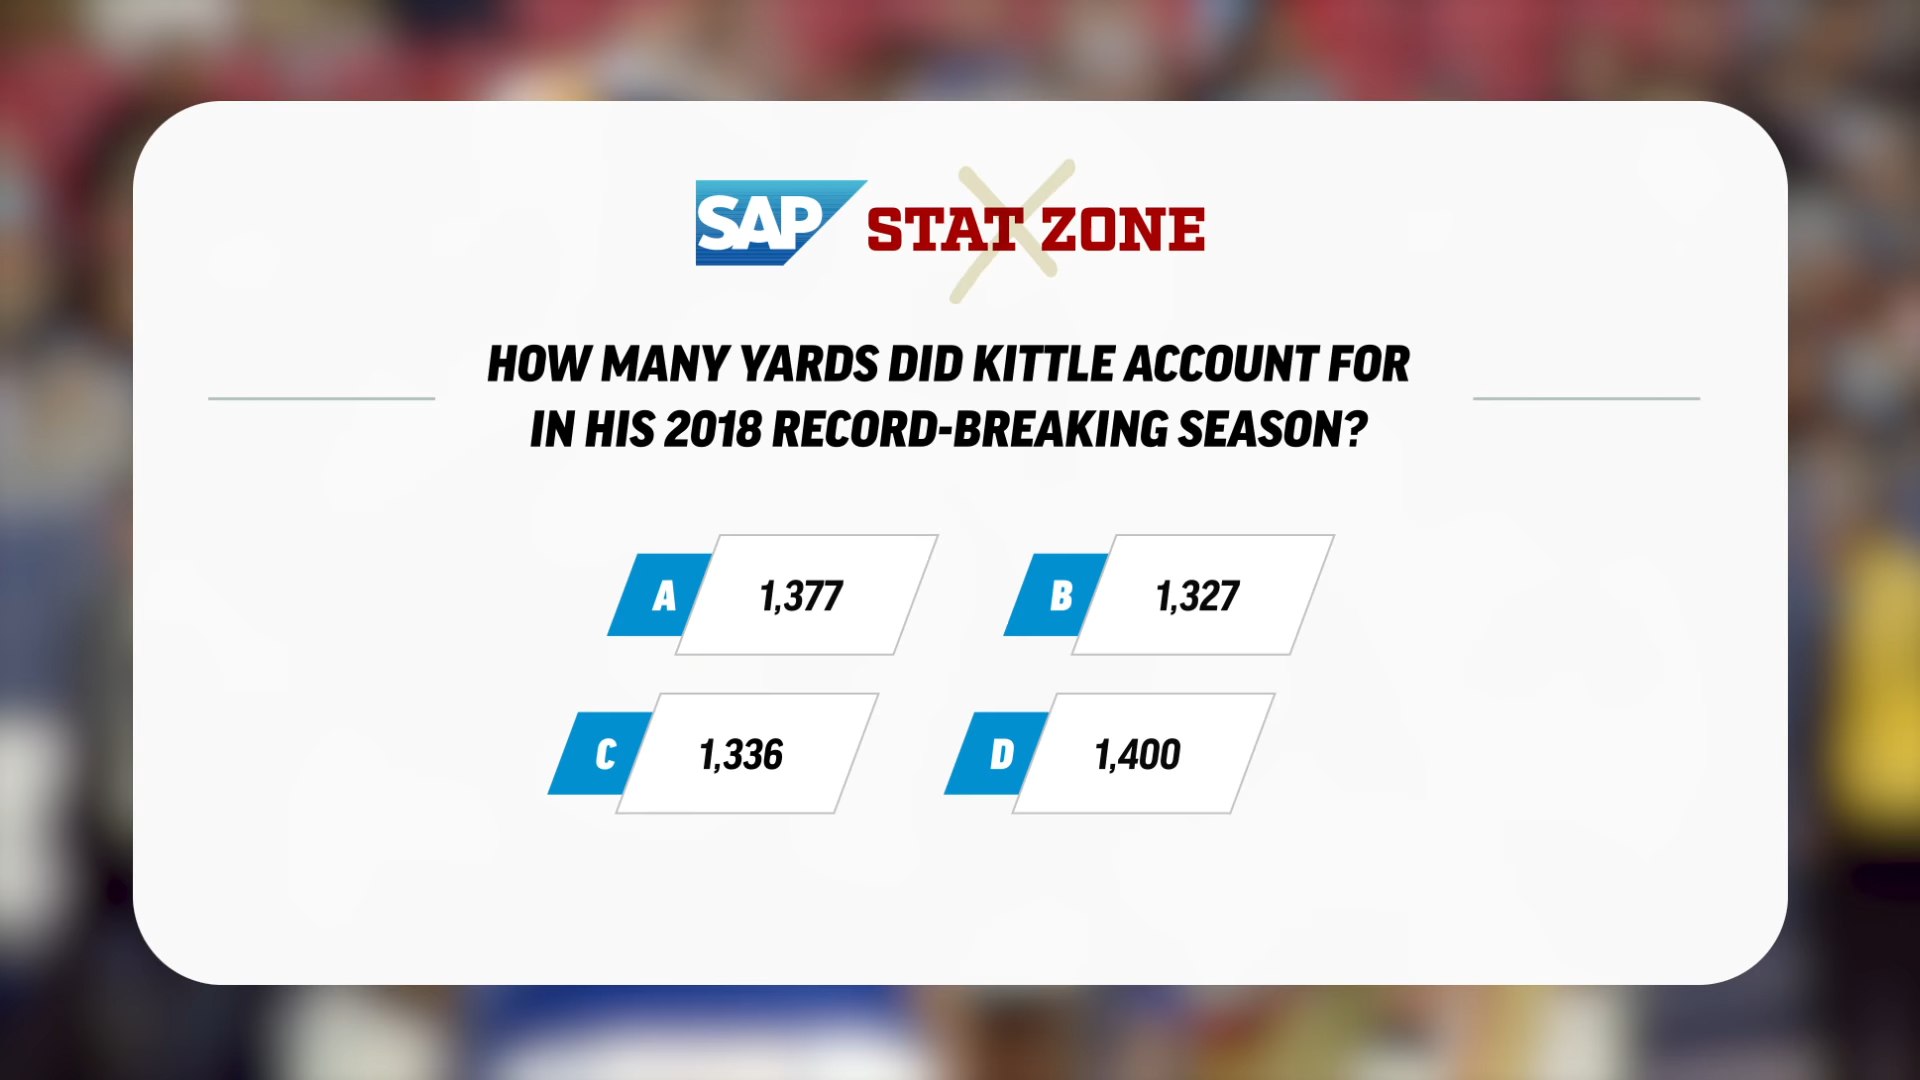 SAP STAT ZONE
HOW MANY YARDS DID KITTLE ACCOUNT FOR
IN HIS 2018 RECORD-BREAKING SEASON?
A 1,377
B 1,327
C 1,336
D 1,400